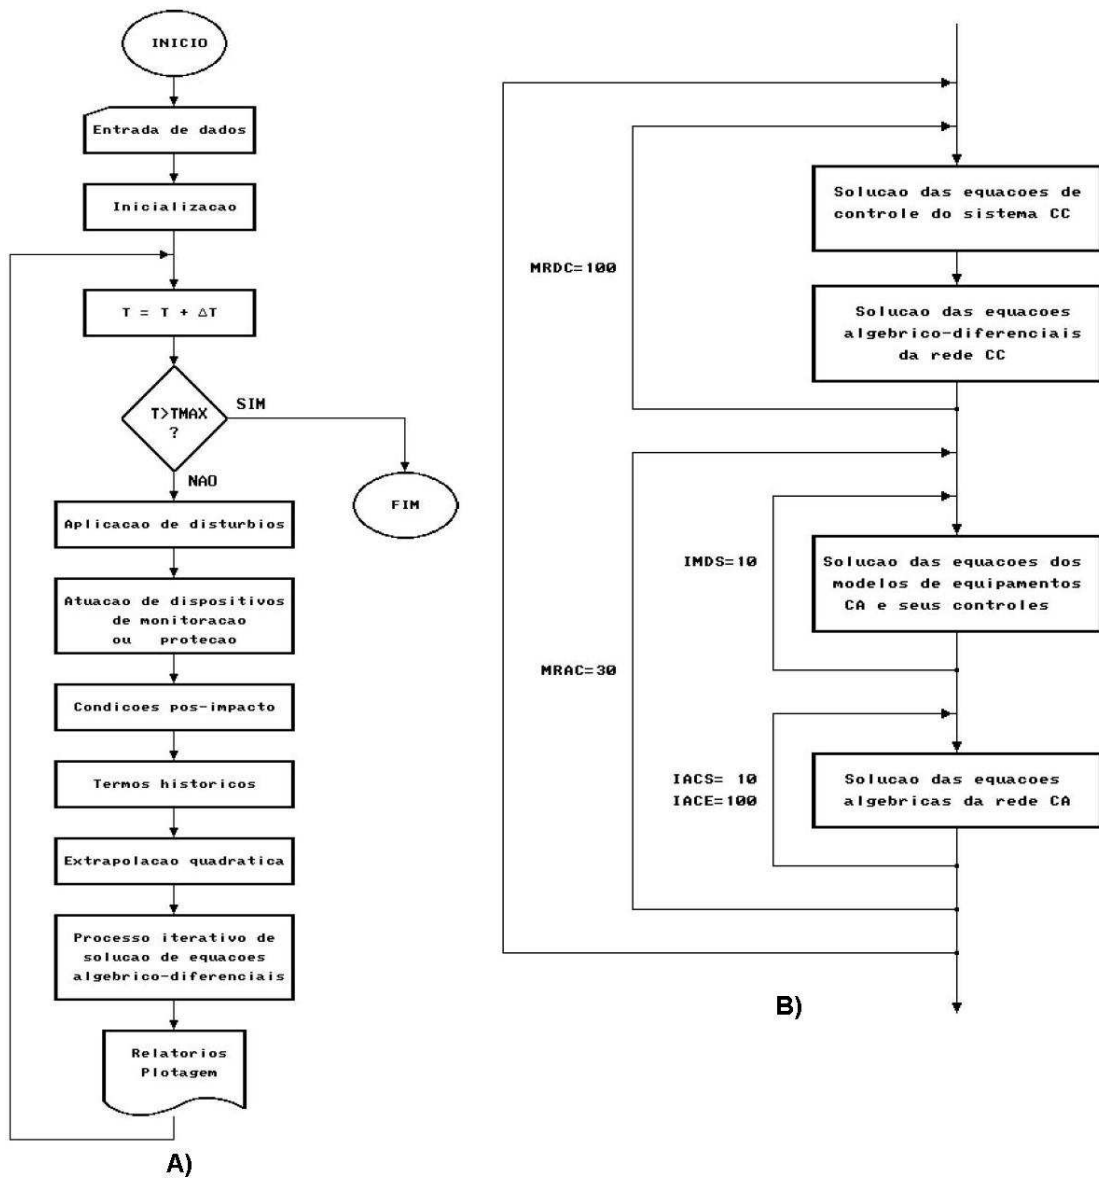 INICIO
Entrada de dados
Inicializacao
T = T + ΔT
T>TMAX
?
SIM
NAO
FIM
Aplicacao de disturbios
Atuacao de dispositivos
de monitoracao
ou protecao
Condicoes pos-impacto
Termos historicos
Extrapolacao quadratica
Processo iterativo de
solucao de equacoes
algebrico-diferenciais
Relatorios
Plotagem
A)
Solucao das equacoes de
controle do sistema CC
MRDC=100
Solucao das equacoes
algebrico-diferenciais
da rede CC
IMDS=10
Solucao das equacoes dos
modelos de equipamentos
CA e seus controles
MRAC=30
IACS= 10
IACE=100
Solucao das equacoes
algebricas da rede CA
B)